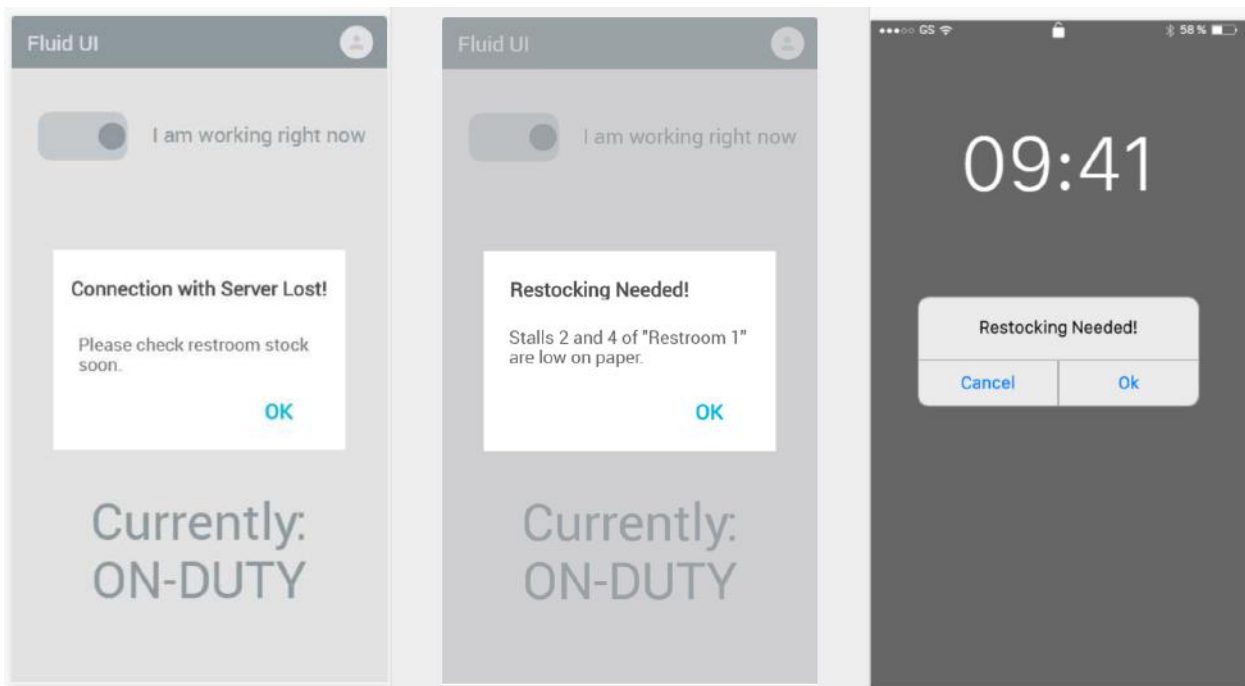 Fluid UI
I am working right now
Connection with Server Lost!
Please check restroom stock
soon.
OK
Currently:
ON-DUTY
Fluid UI
I am working right now
Restocking Needed!
Stalls 2 and 4 of "Restroom 1"
are low on paper.
OK
Currently:
ON-DUTY
GS 58 %
09:41
Restocking Needed!
Cancel Ok